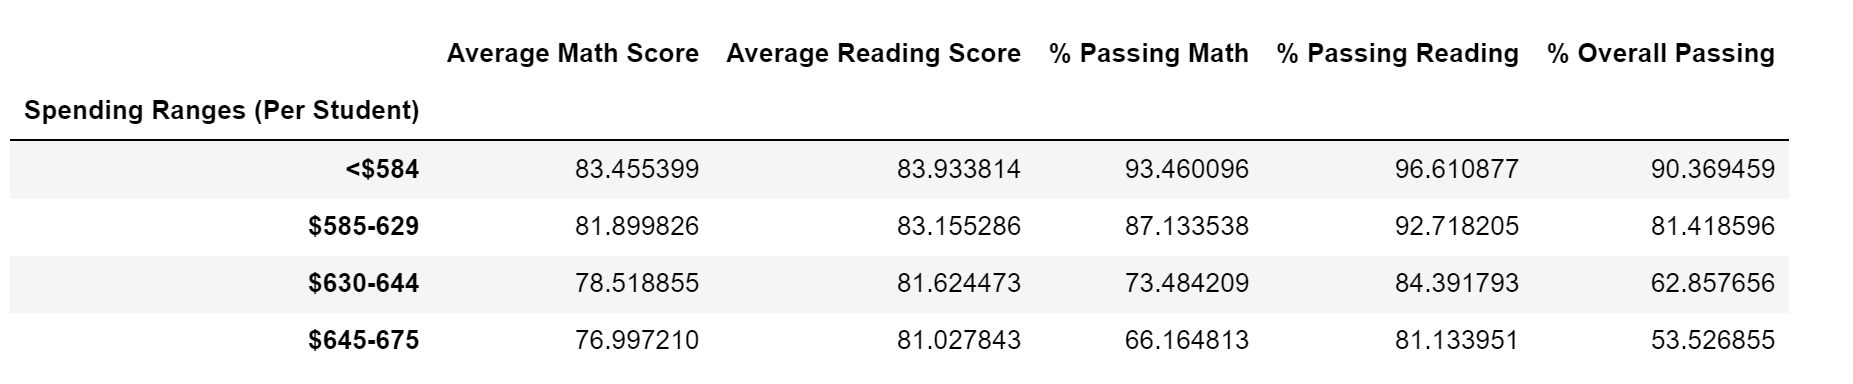 Average Math Score Average Reading Score % Passing Math % Passing Reading % Overall Passing
Spending Ranges (Per Student)
<$584 83.455399 83.933814 93.460096 96.610877 90.369459
$585-629 81.899826 83.155286 87.133538 92.718205 81.418596
$630-644 78.518855 81.624473 73.484209 84.391793 62.857656
$645-675 76.997210 81.027843 66.164813 81.133951 53.526855